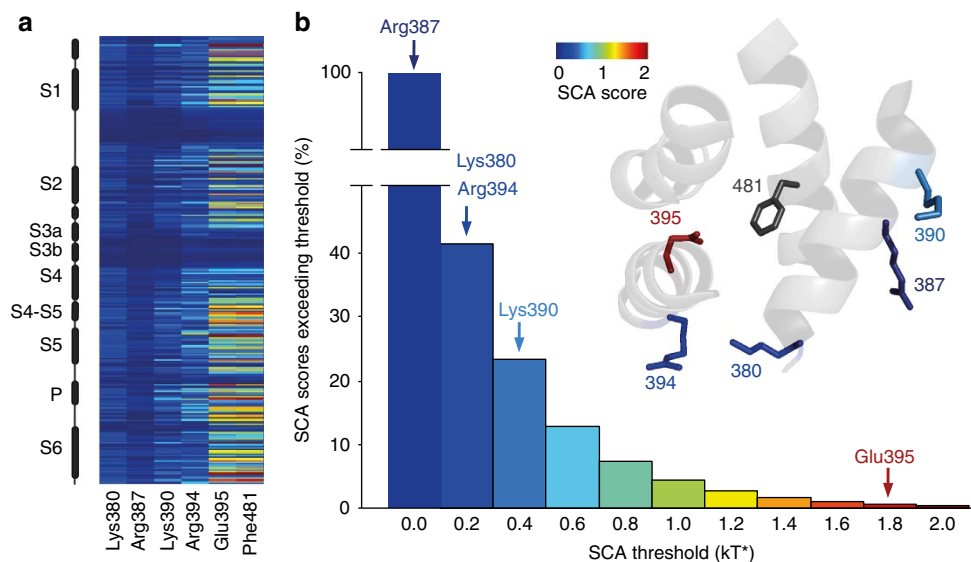 a
S1
S2
S3a
S3b
S4
S4-S5
S5
P
S6
Lys380
Arg387
Lys390
Arg394
Glu395
Phe481
b
SCA scores exceeding threshold (%)
100
40
30
20
10
0
Arg387
Lys380
Arg394
Lys390
Glu395
0 1 2
SCA score
481
395
390
387
394
380
0.0 0.2 0.4 0.6 0.8 1.0 1.2 1.4 1.6 1.8 2.0
SCA threshold (kT*)